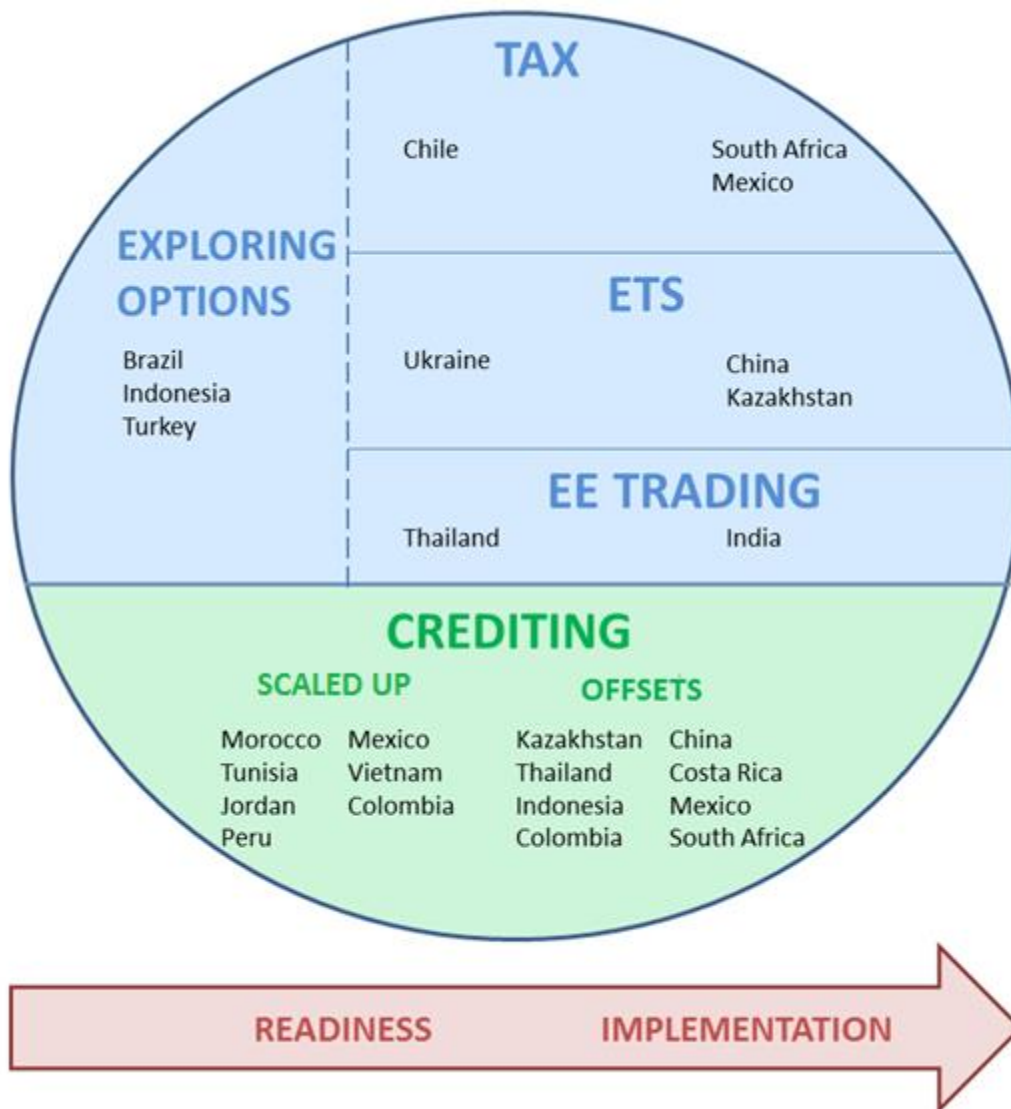 TAX
Chile
South Africa
Mexico
EXPLORING
OPTIONS
Brazil
Indonesia
Turkey
ETS
Ukraine
China
Kazakhstan
EE TRADING
Thailand
India
CREDITING
SCALED UP
Morocco
Tunisia
Jordan
Peru
Mexico
Vietnam
Colombia
OFFSETS
Kazakhstan
Thailand
Indonesia
Colombia
China
Costa Rica
Mexico
South Africa
READINESS
IMPLEMENTATION